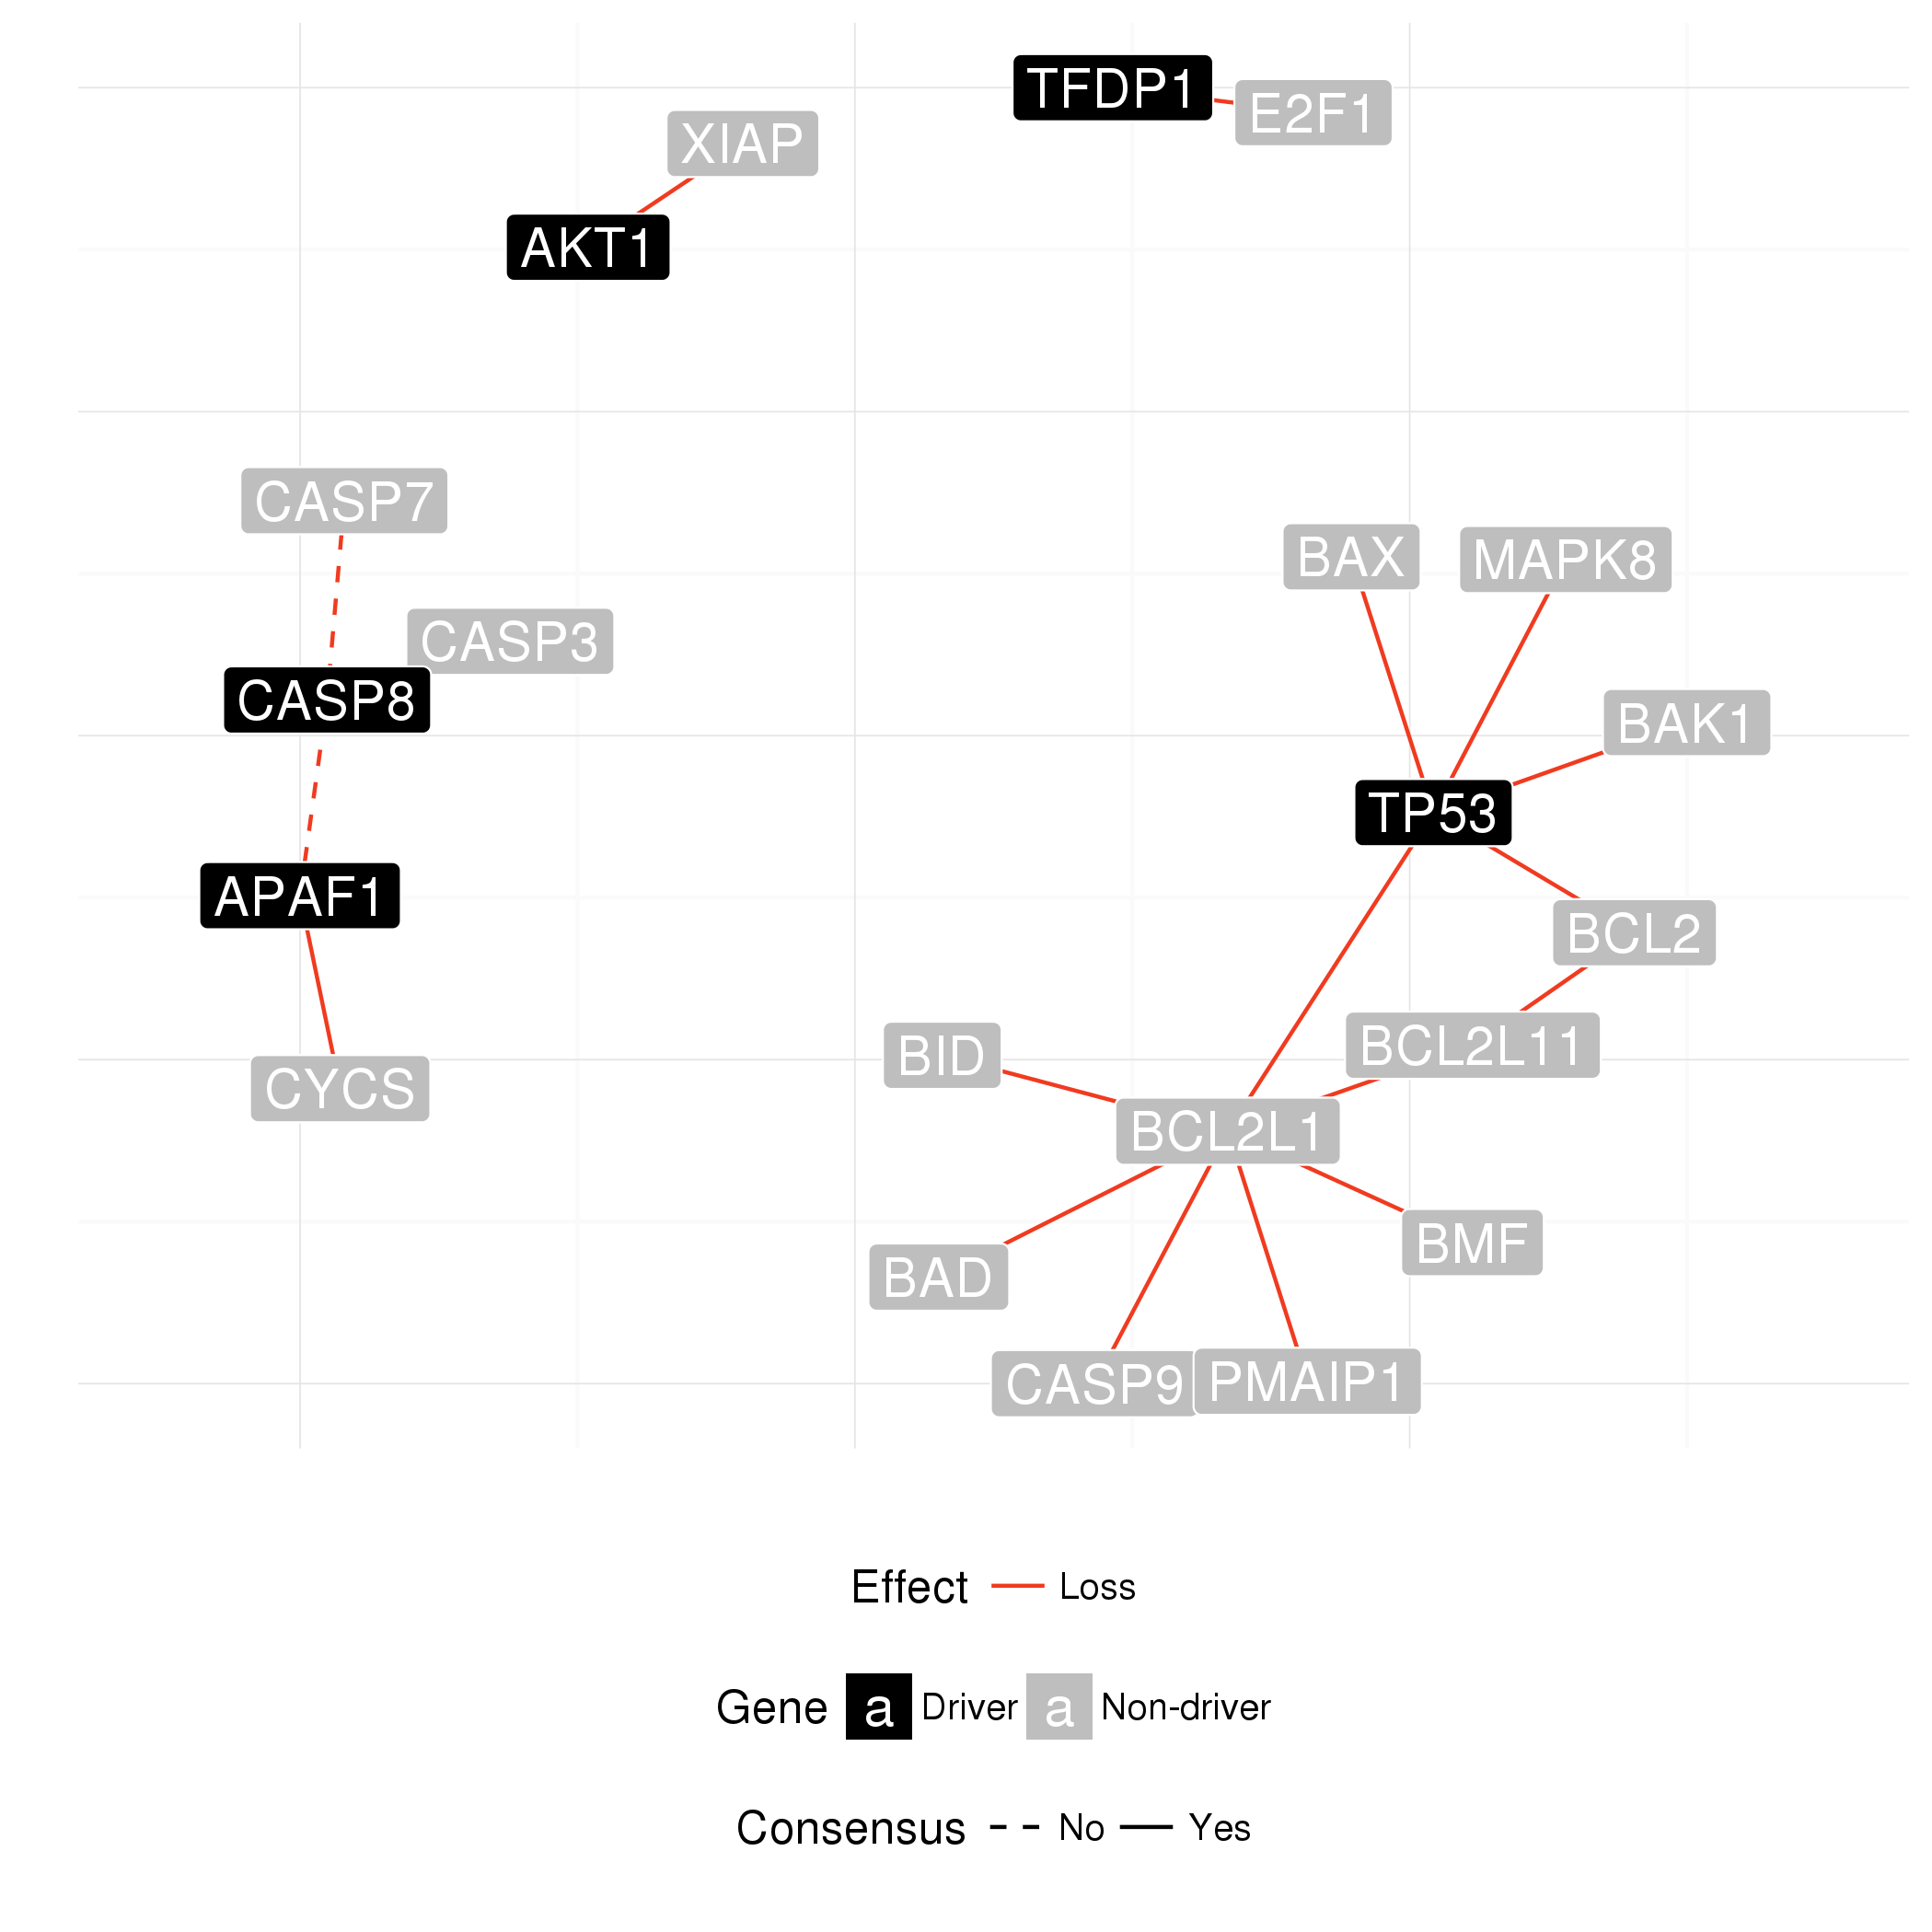 TFDP1
E2F1
XIAP
AKT1
CASP7
BAX
MAPK8
CASP3
CASP8
BAK1
TP53
APAF1
BCL2
BCL2L11
BID
CYCS
BCL2L1
BMF
BAD
CASP9
PMAIP1
Effect Loss
Gene a Driver a Non-driver
Consensus No Yes